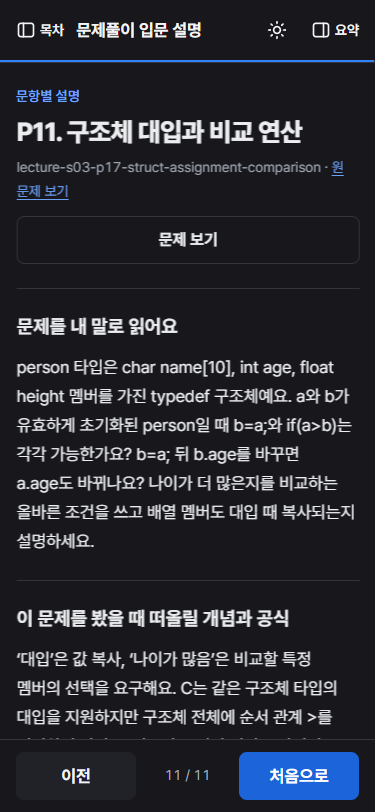 목차 문제풀이 입문 설명 요약
문항별 설명
P11. 구조체 대입과 비교 연산
lecture-s03-p17-struct-assignment-comparison · 원
문제 보기
문제 보기
문제를 내 말로 읽어요
person 타입은 char name[10], int age, float
height 멤버를 가진 typedef 구조체예요. a와 b가
유효하게 초기화된 person일 때 b=a;와 if(a>b)는
각각 가능한가요? b=a; 뒤 b.age를 바꾸면
a.age도 바뀌나요? 나이가 더 많은지를 비교하는
올바른 조건을 쓰고 배열 멤버도 대입 때 복사되는지
설명하세요.
이 문제를 봤을 때 떠올릴 개념과 공식
‘대입’은 값 복사, ‘나이가 많음’은 비교할 특정
멤버의 선택을 요구해요. C는 같은 구조체 타입의
대입을 지원하지만 구조체 전체에 순서 관계 >를
이전 11 / 11 처음으로